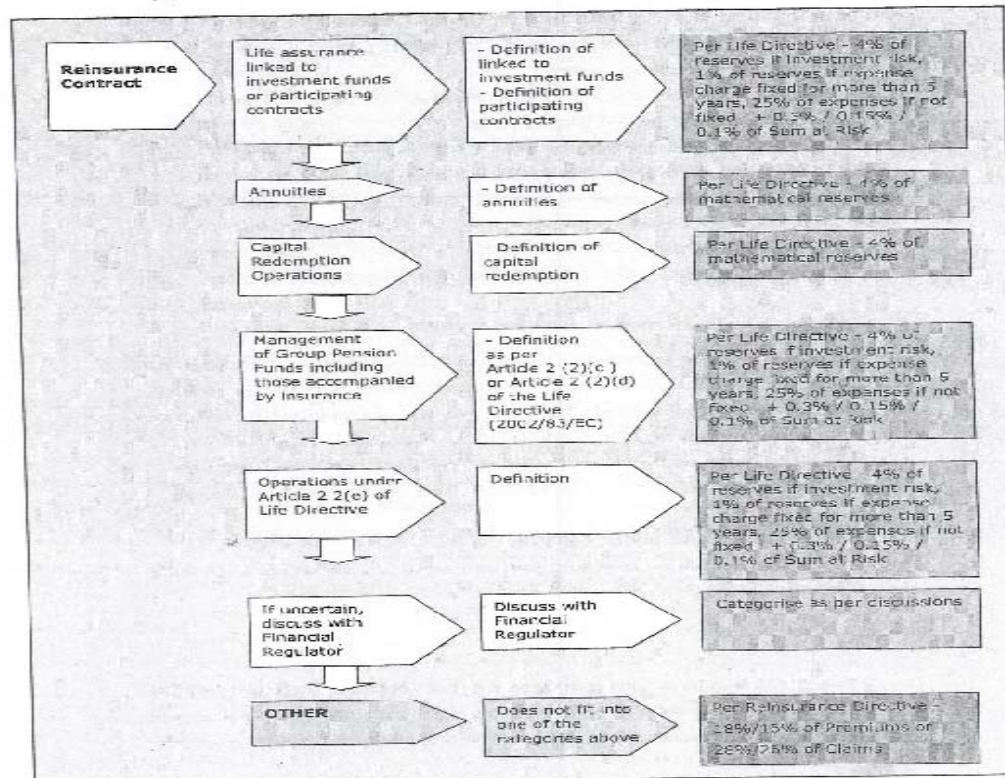 Reinsurance
Contract
Life assurance
linked to
investment funds
or participating
contracts
- Definition of
linked to
investment funds
- Definition of
participating
contracts
Per Life Directive - 4% of
reserves if investment risk,
1% of reserves if expense
charge fixed for more than 5
years, 25% of expenses if not
fixed + 0.3% / 0.15% /
0.1% of Sum at Risk
Annuities
- Definition of
annuities
Per Life Directive - 4% of
mathematical reserves
Capital
Redemption
Operations
- Definition of
capital
redemption
Per Life Directive - 4% of
mathematical reserves
Management
of Group Pension
Funds including
those accompanied
by Insurance
- Definition
as per
Article 2 (2)(c )
or Article 2 (2)(d)
of the Life
Directive
(2002/83/EC)
Per Life Directive - 4% of
reserves if investment risk,
1% of reserves if expense
charge fixed for more than 5
years, 25% of expenses if not
fixed + 0.3% / 0.15% /
0.1% of Sum at Risk
Operations under
Article 2 2(e) of
Life Directive
Definition
Per Life Directive - 4% of
reserves if investment risk,
1% of reserves if expense
charge fixed for more than 5
years, 25% of expenses if not
fixed + 0.3% / 0.15% /
0.1% of Sum at Risk
If uncertain,
discuss with
Financial
Regulator
Discuss with
Financial
Regulator
Categorise as per discussions
OTHER
Does not fit into
one of the
categories above
Per Reinsurance Directive -
18%/16% of Premiums or
26%/23% of Claims